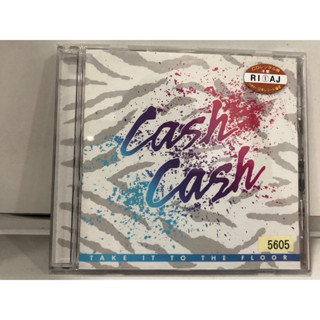 RIAJ
Cash
Cash
5605
TAKE IT TO THE FLOOR